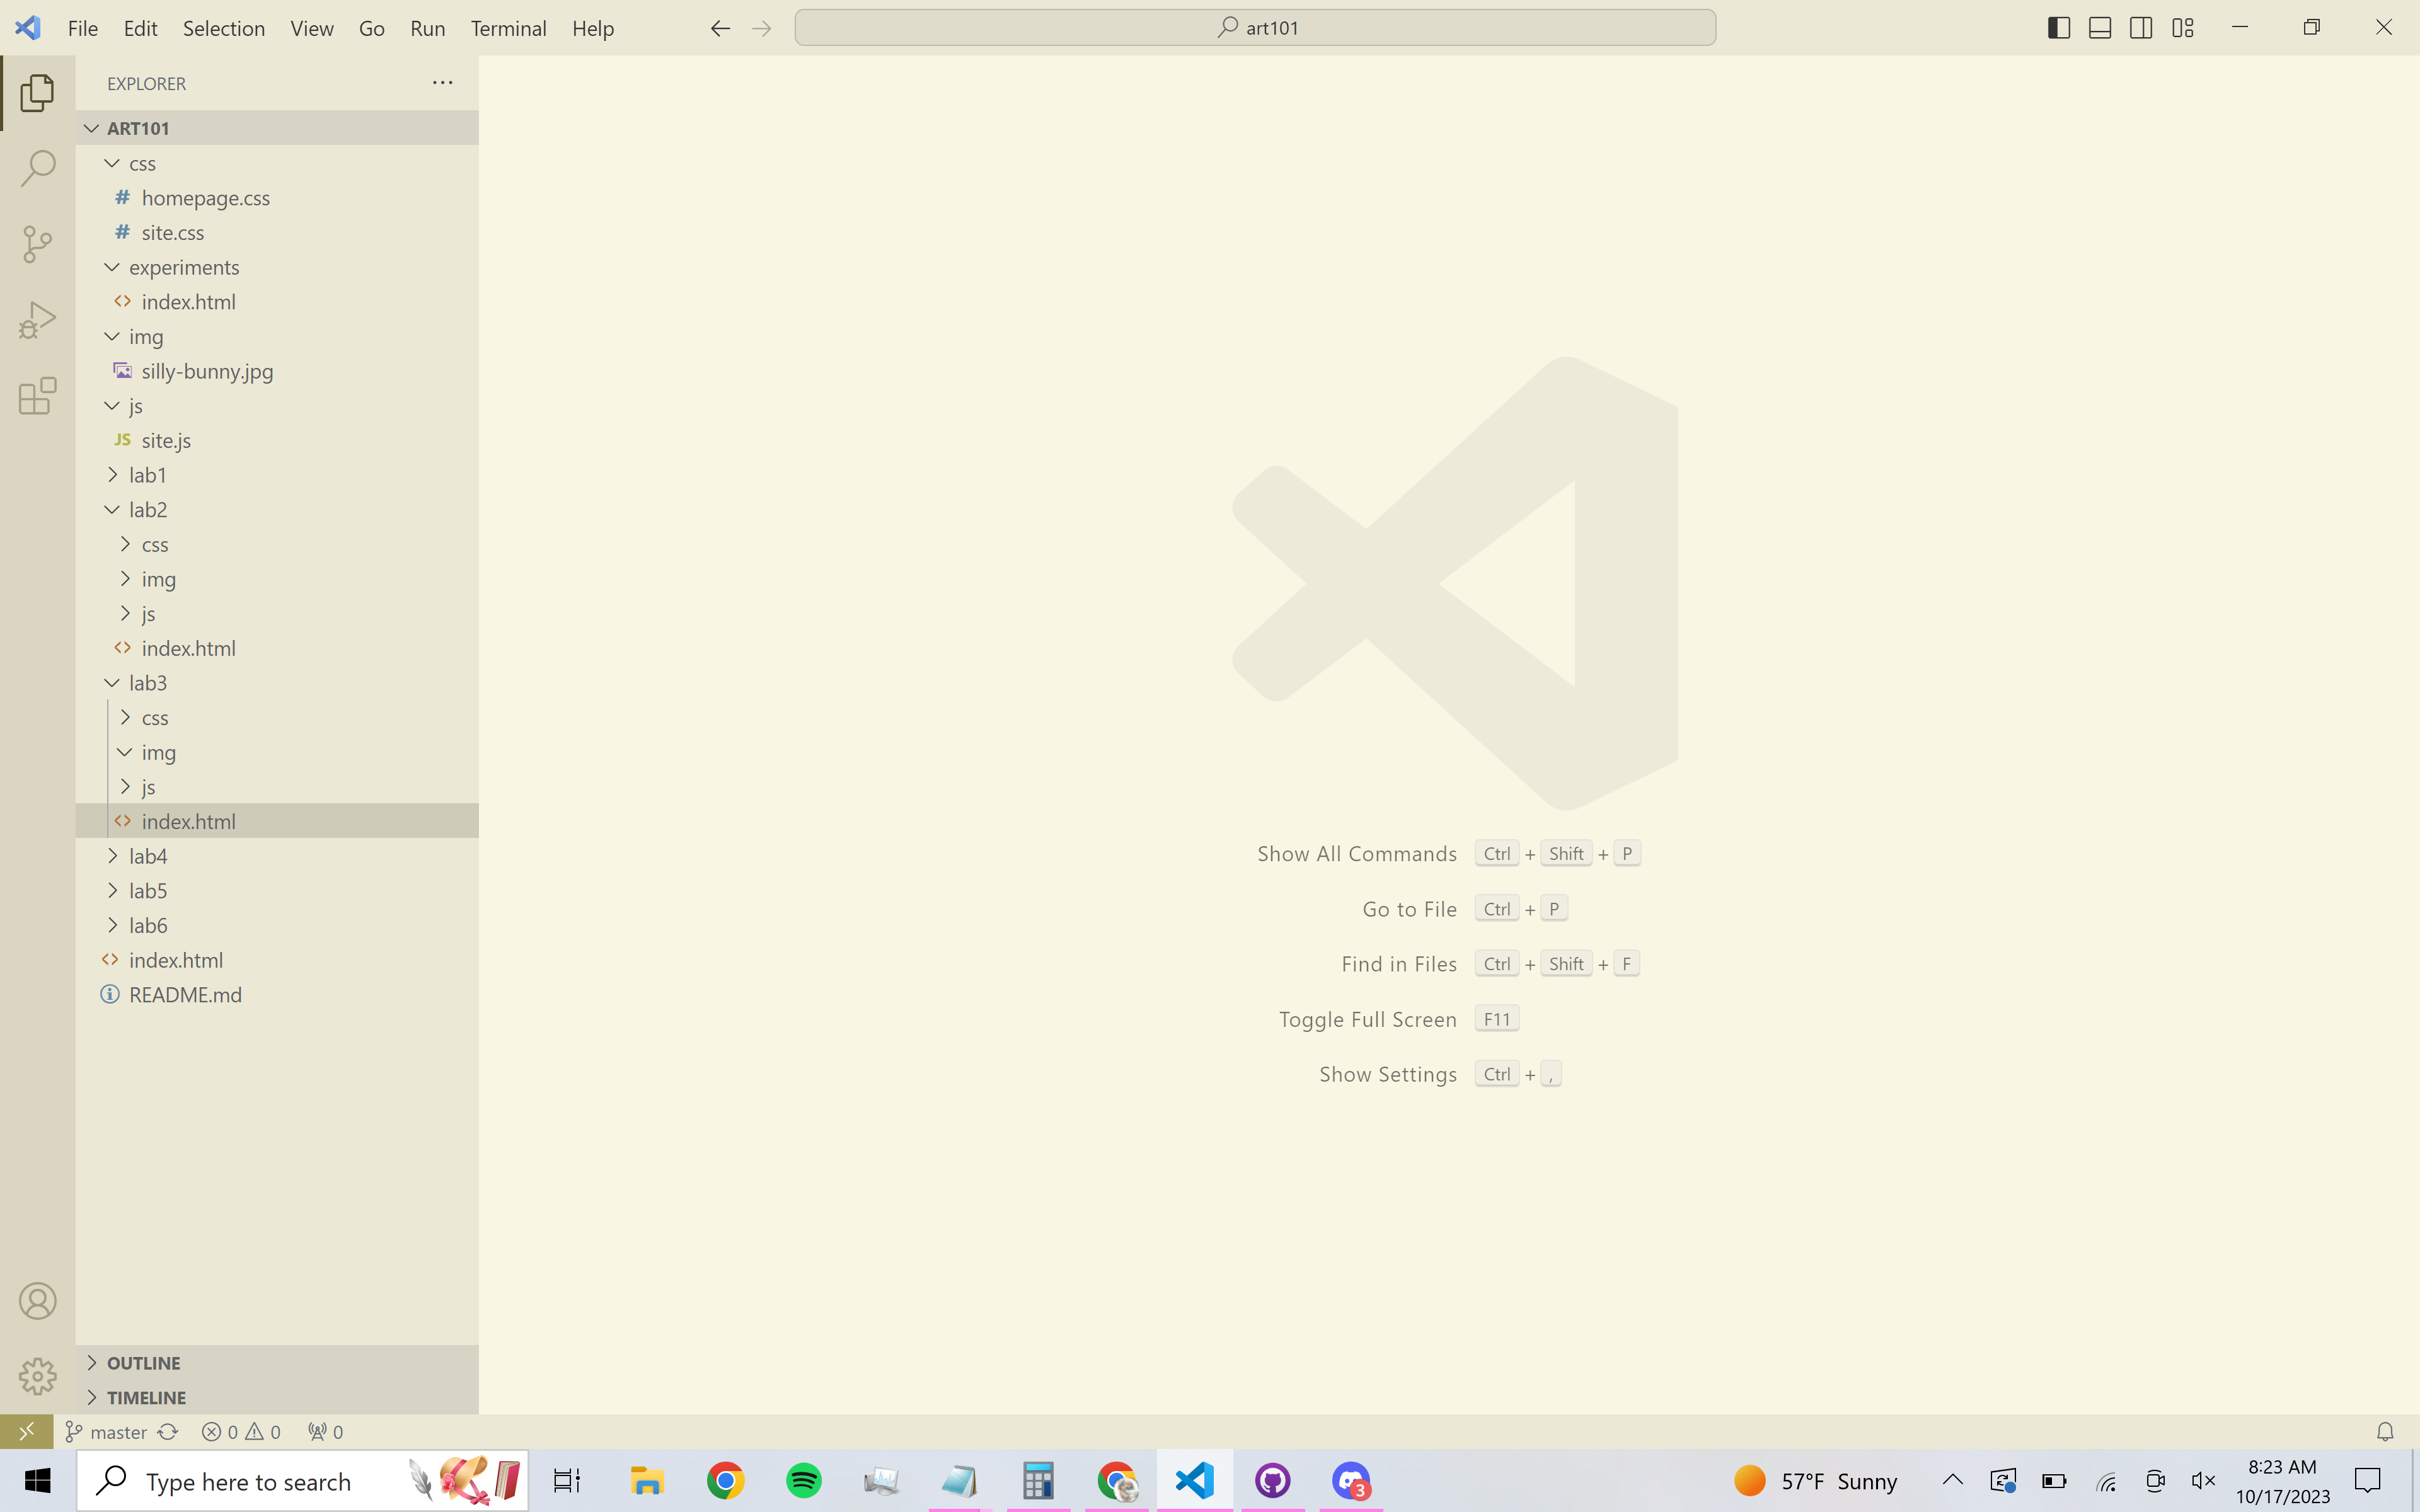 File Edit Selection View Go Run Terminal Help art101
EXPLORER
ART101
css
# homepage.css
# site.css
experiments
<> index.html
img
silly-bunny.jpg
js
JS site.js
lab1
lab2
css
img
js
<> index.html
lab3
css
img
js
<> index.html
lab4
lab5
lab6
<> index.html
README.md
Show All Commands Ctrl + Shift + P
Go to File Ctrl + P
Find in Files Ctrl + Shift + F
Toggle Full Screen F11
Show Settings Ctrl + ,
OUTLINE
TIMELINE
master 0 0 0
Type here to search 3 57°F Sunny 8:23 AM
10/17/2023